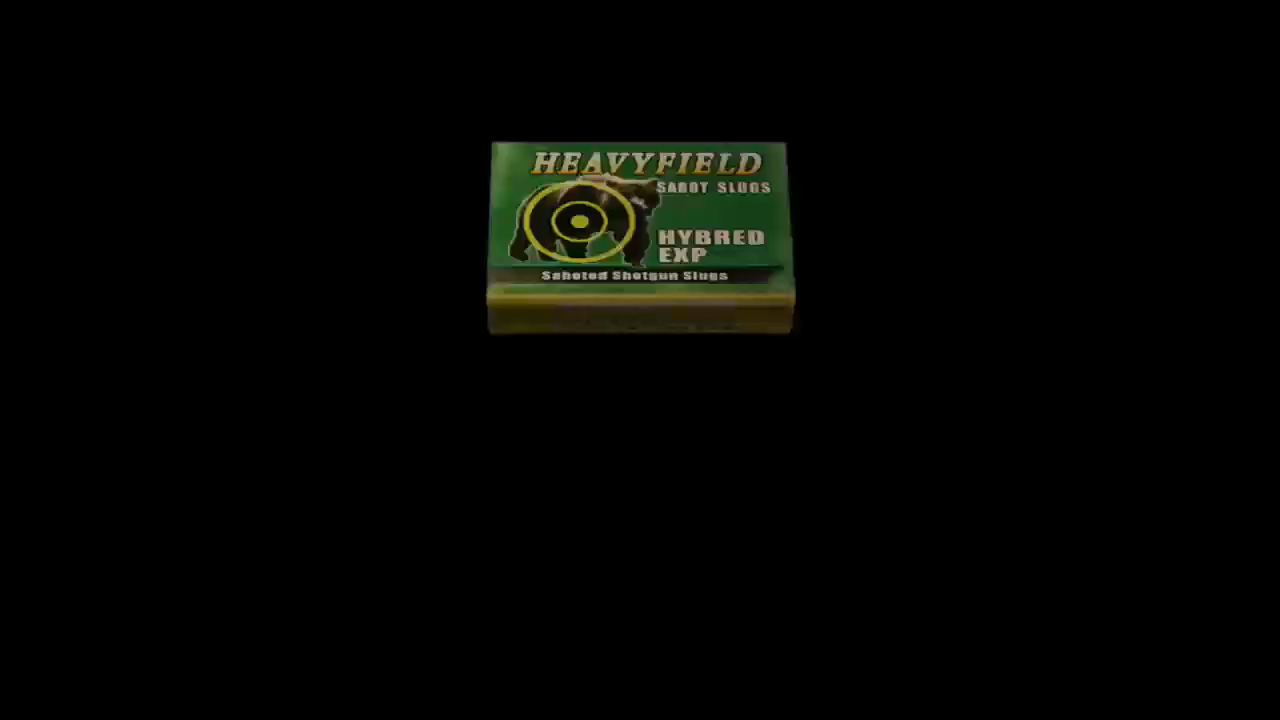 HEAVYFIELD
SABOT SLUGS
HYBRED
EXP
Saboted Shotgun Slugs